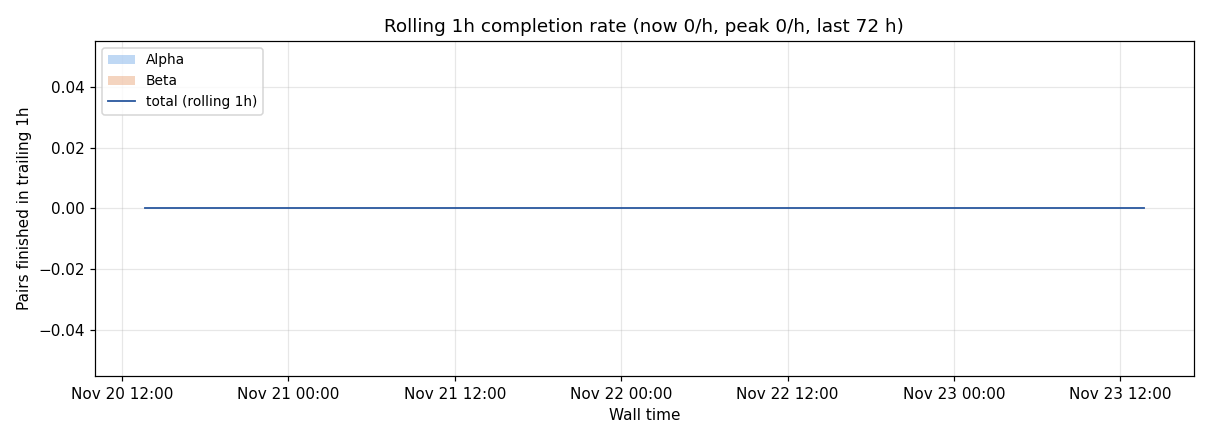 Rolling 1h completion rate (now 0/h, peak 0/h, last 72 h)
Alpha
Beta
total (rolling 1h)
Pairs finished in trailing 1h
0.04
0.02
0.00
−0.02
−0.04
Nov 20 12:00
Nov 21 00:00
Nov 21 12:00
Nov 22 00:00
Nov 22 12:00
Nov 23 00:00
Nov 23 12:00
Wall time